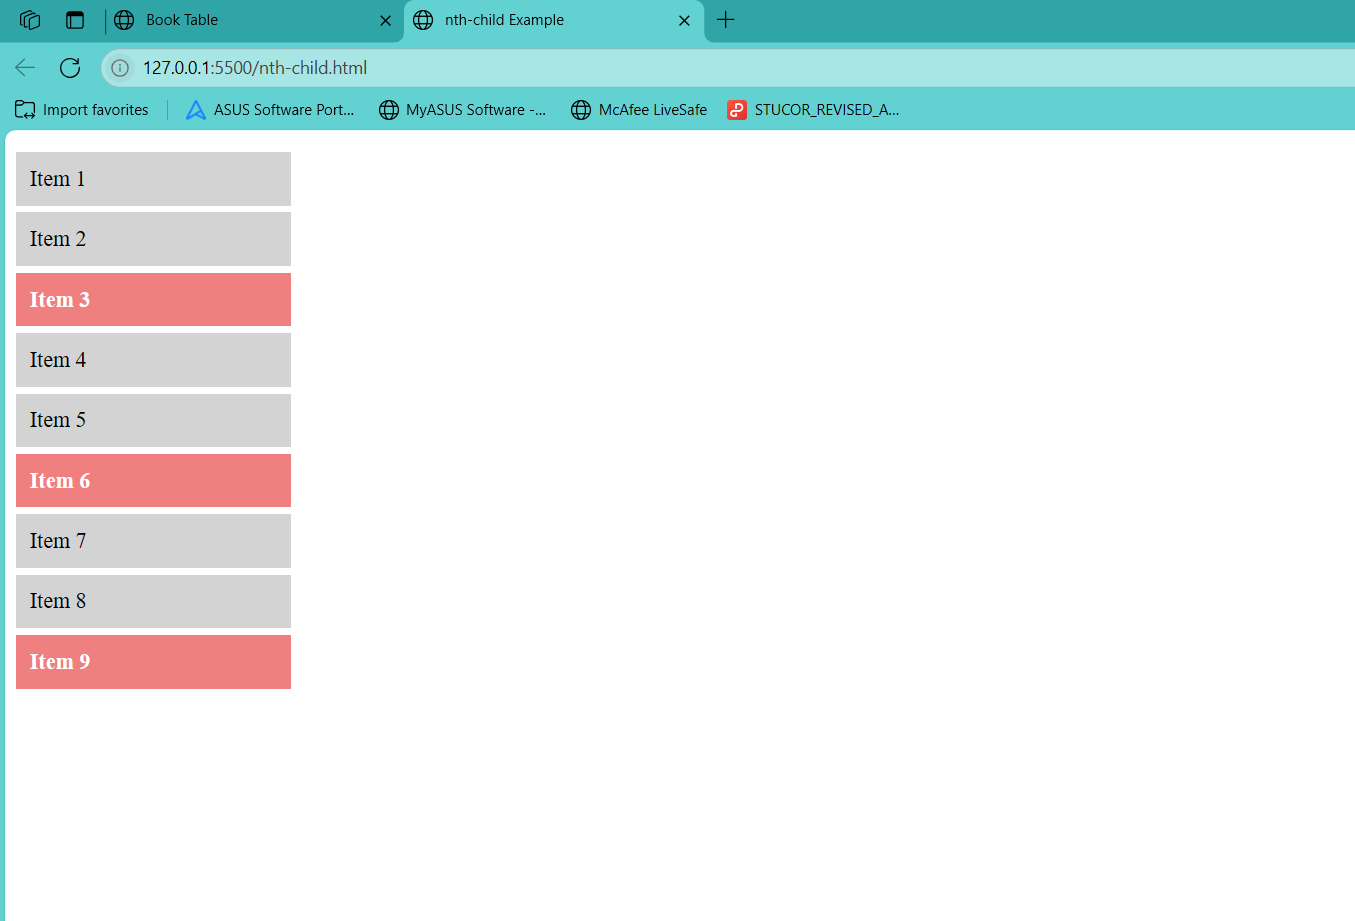 Book Table
nth-child Example
127.0.0.1:5500/nth-child.html
Import favorites
ASUS Software Port...
MyASUS Software -...
McAfee LiveSafe
STUCOR_REVISED_A...
Item 1
Item 2
Item 3
Item 4
Item 5
Item 6
Item 7
Item 8
Item 9